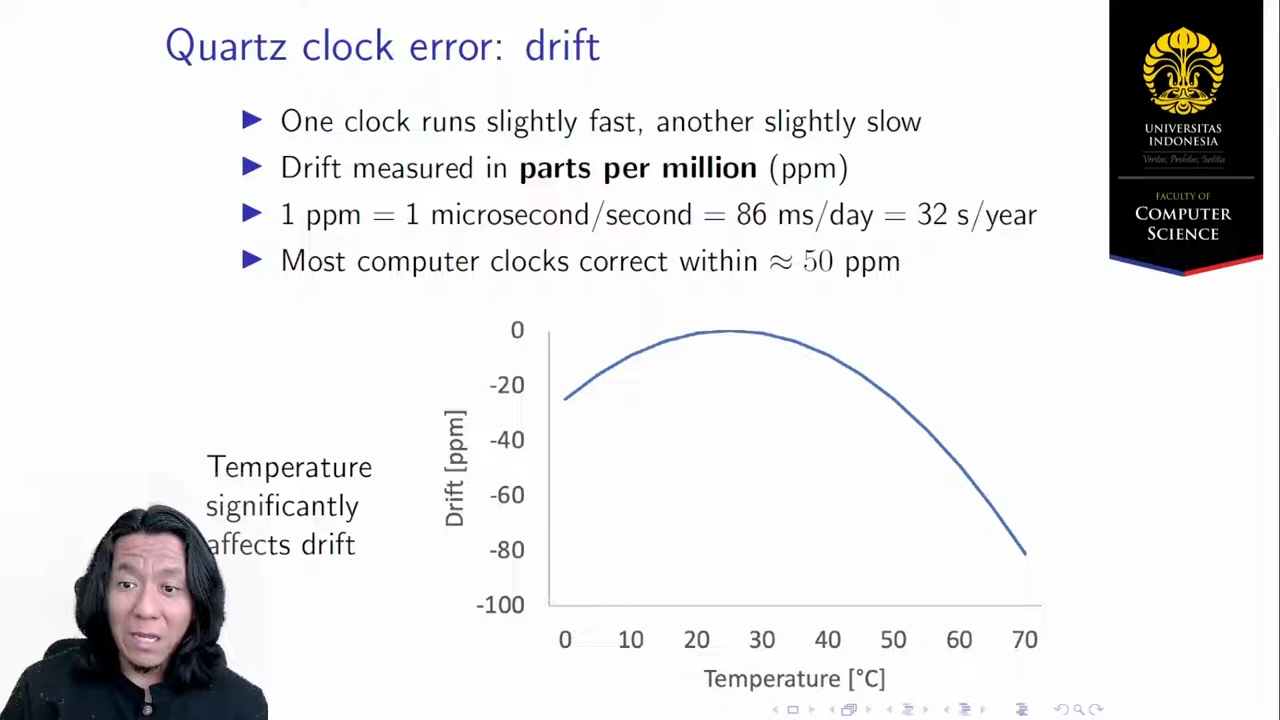 Quartz clock error: drift
▶ One clock runs slightly fast, another slightly slow
▶ Drift measured in parts per million (ppm)
▶ 1 ppm = 1 microsecond/second = 86 ms/day = 32 s/year
▶ Most computer clocks correct within ≈ 50 ppm
UNIVERSITAS
INDONESIA
Veritas, Probitas, Iustitia
FACULTY OF
COMPUTER
SCIENCE
Temperature
significantly
affects drift
Drift [ppm]
0
-20
-40
-60
-80
-100
0 10 20 30 40 50 60 70
Temperature [°C]